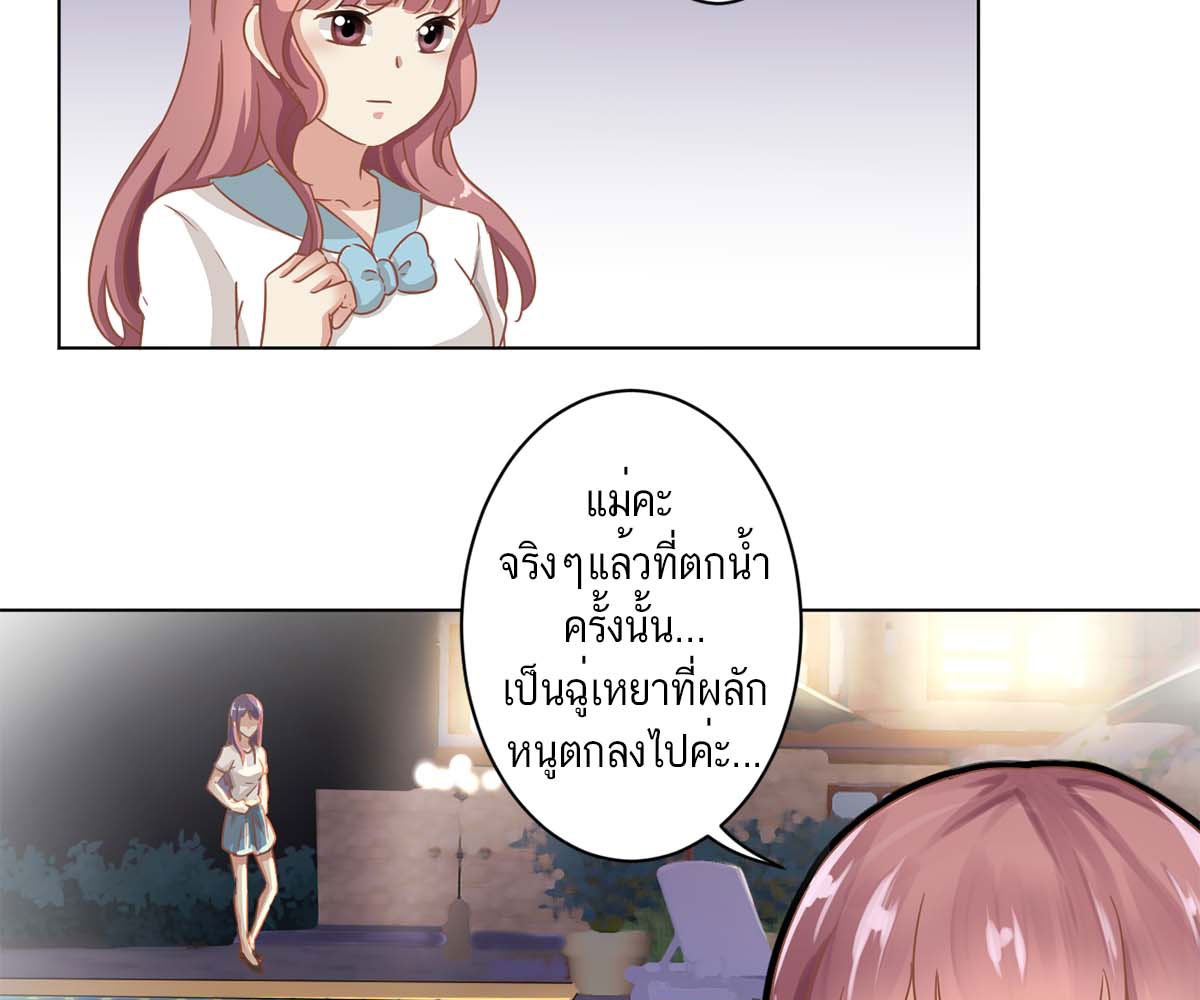 แม่คะ
จริงๆแล้วที่ตกน้ำ
ครั้งนั้น...
เป็นฉู่เหยาที่ผลัก
หนูตกลงไปค่ะ...